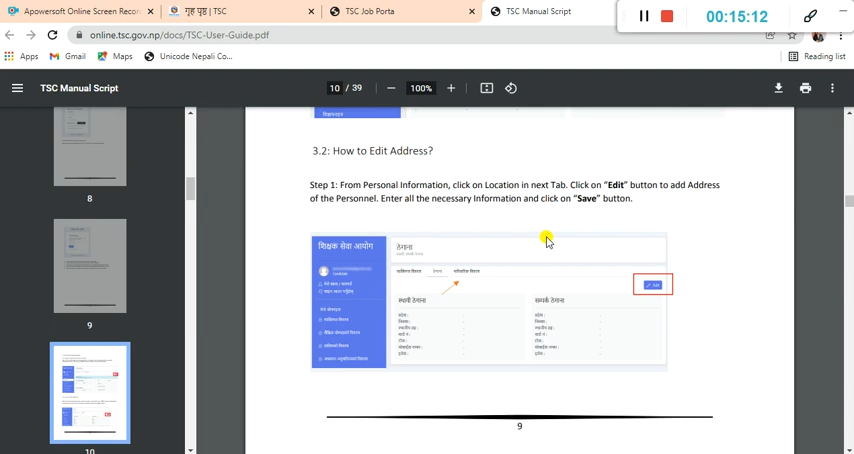 Apowersoft Online Screen Recor
गृह पृष्ठ | TSC
TSC Job Porta
TSC Manual Script
00:15:12
online.tsc.gov.np/docs/TSC-User-Guide.pdf
Apps
Gmail
Maps
Unicode Nepali Co...
Reading list
TSC Manual Script
10 / 39
100%
8
9
10
3.2: How to Edit Address?
Step 1: From Personal Information, click on Location in next Tab. Click on “Edit” button to add Address
of the Personnel. Enter all the necessary Information and click on “Save” button.
शिक्षक सेवा आयोग
ठेगाना
ठेगाना
Edit
स्थायी ठेगाना
सम्पर्क ठेगाना
प्रदेश :
प्रदेश :
जिल्ला :
जिल्ला :
टोल :
टोल :
इमेल :
इमेल :
9